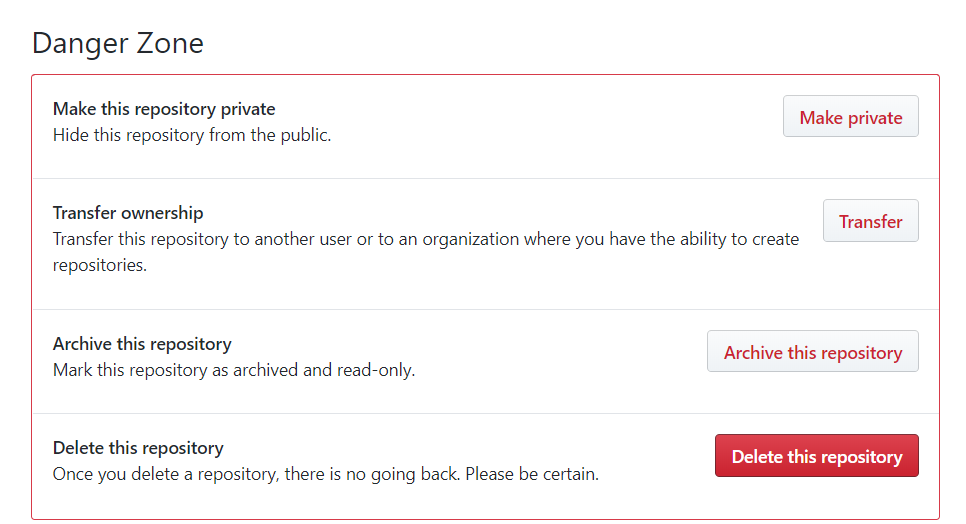 Danger Zone
Make this repository private
Hide this repository from the public.
Make private
Transfer ownership
Transfer this repository to another user or to an organization where you have the ability to create
repositories.
Transfer
Archive this repository
Mark this repository as archived and read-only.
Archive this repository
Delete this repository
Once you delete a repository, there is no going back. Please be certain.
Delete this repository